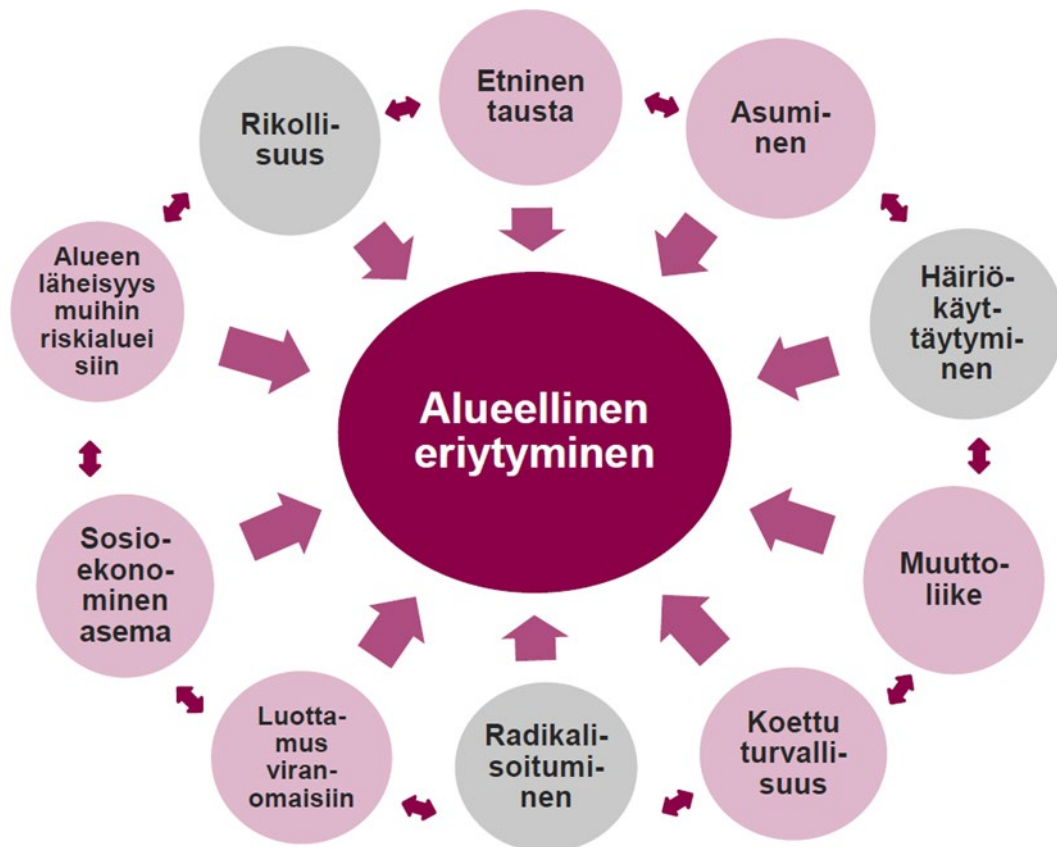 Etninen
tausta
Asumi-
nen
Häiriö-
käyt-
täytymi-
nen
Muutto-
liike
Koettu
turvalli-
suus
Radikali-
soitumi-
nen
Luotta-
mus
viran-
omaisiin
Sosio-
ekono-
minen
asema
Alueen
läheisyys
muihin
riskialuei
siin
Rikolli-
suus
Alueellinen
eriytyminen